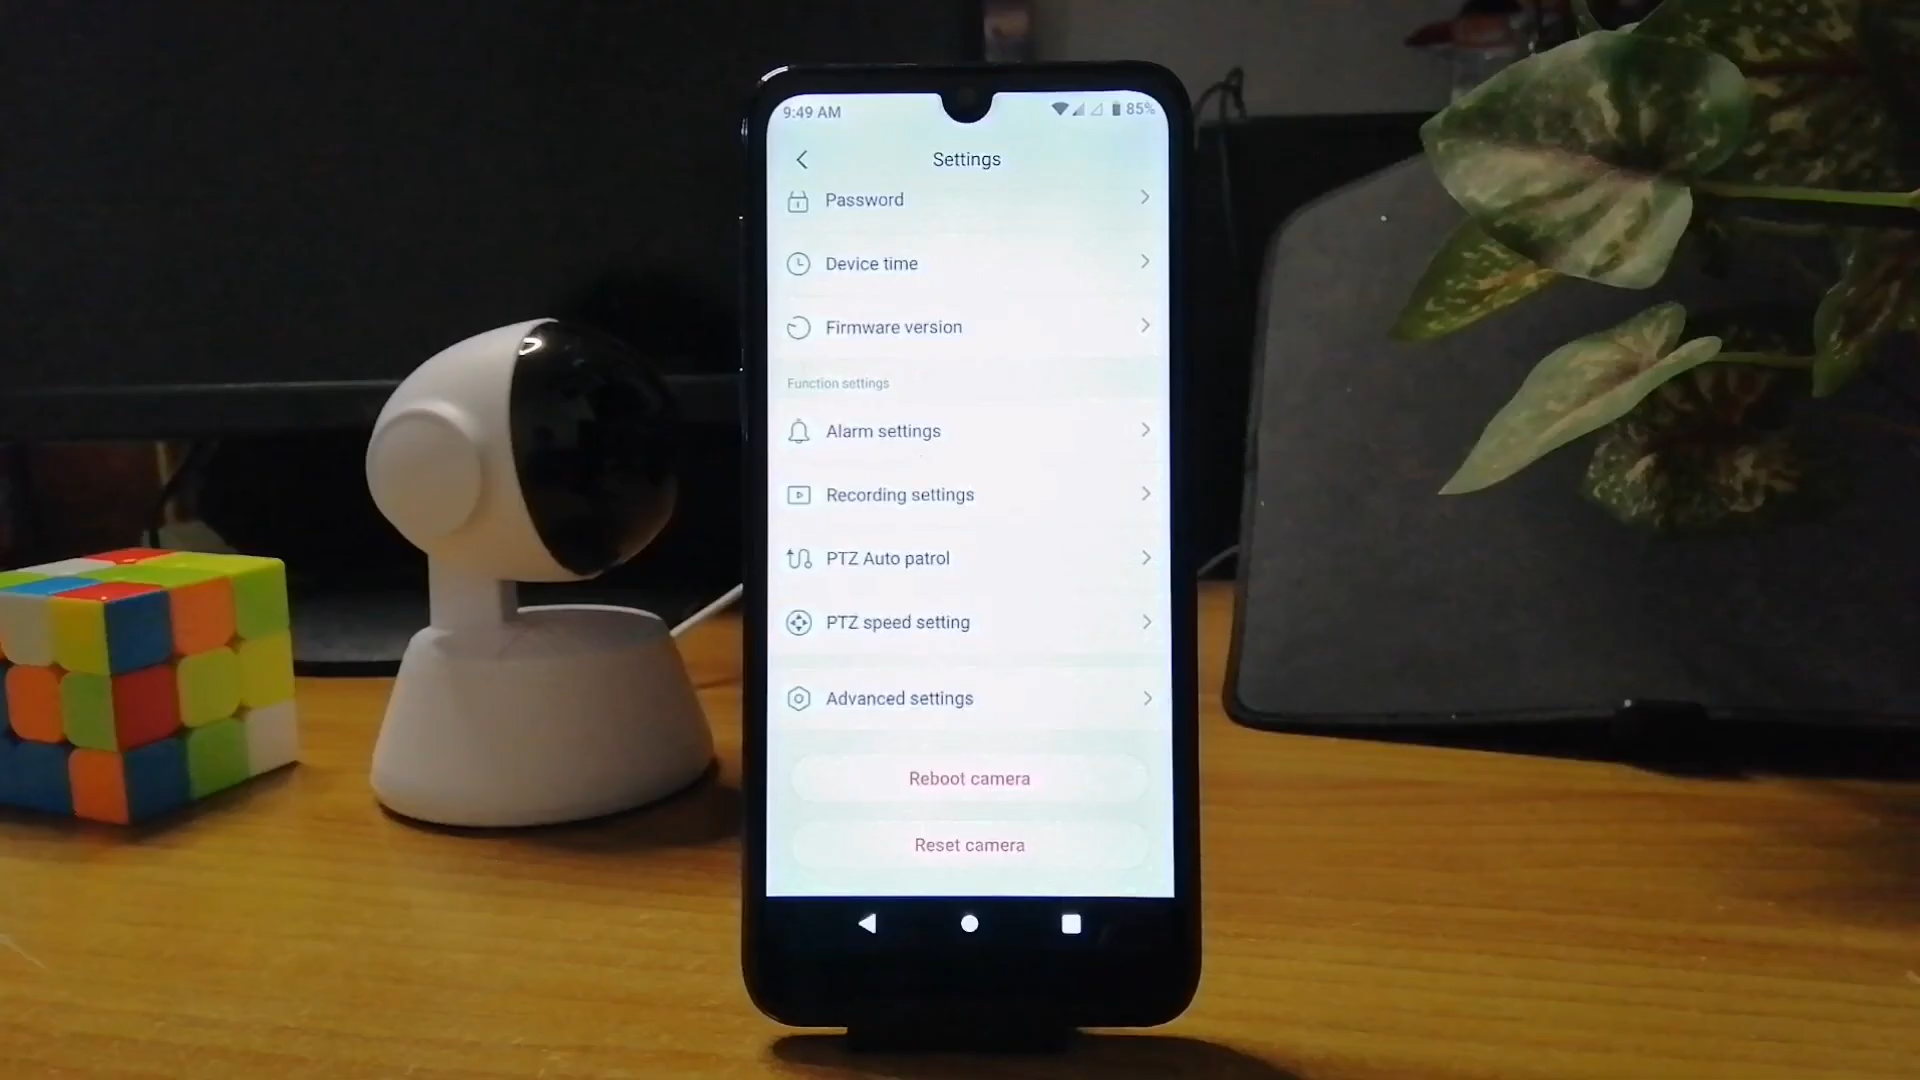 9:49 AM
85%
Settings
Password
Device time
Firmware version
Function settings
Alarm settings
Recording settings
PTZ Auto patrol
PTZ speed setting
Advanced settings
Reboot camera
Reset camera